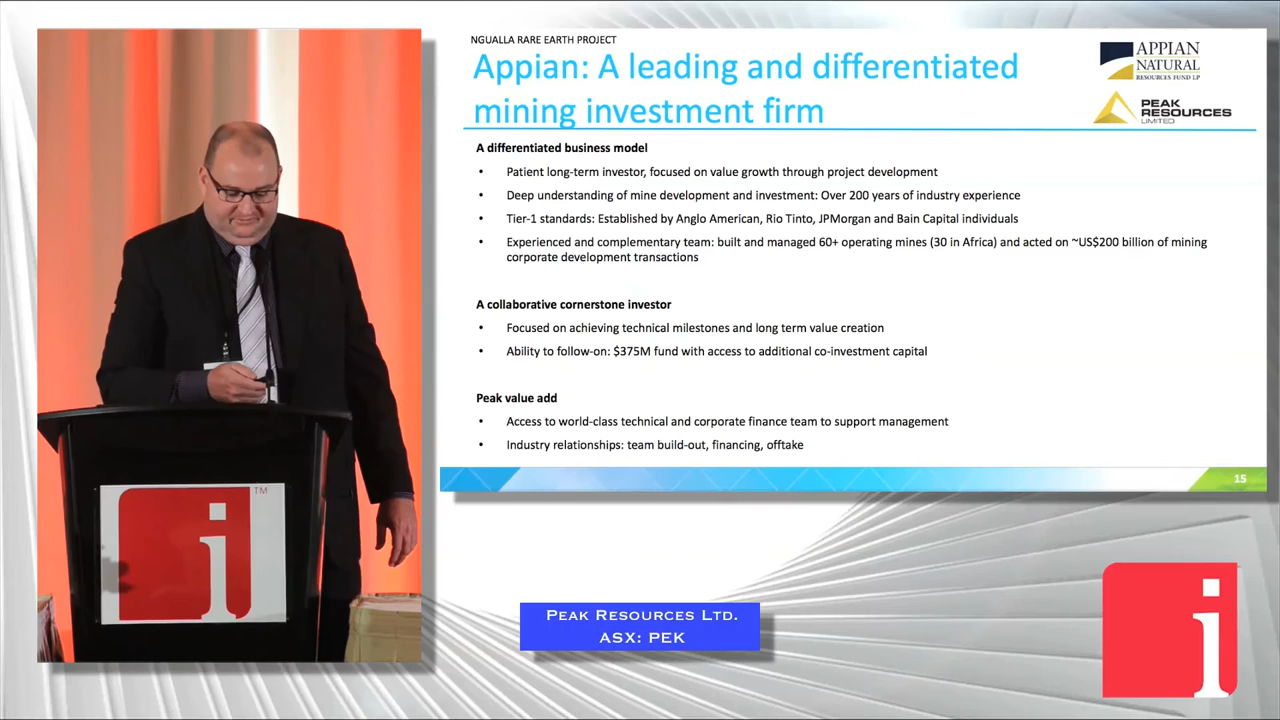 NGUALLA RARE EARTH PROJECT
Appian: A leading and differentiated
mining investment firm
APPIAN
NATURAL
RESOURCES FUND LP
PEAK
RESOURCES
LIMITED
A differentiated business model
• Patient long-term investor, focused on value growth through project development
• Deep understanding of mine development and investment: Over 200 years of industry experience
• Tier-1 standards: Established by Anglo American, Rio Tinto, JPMorgan and Bain Capital individuals
• Experienced and complementary team: built and managed 60+ operating mines (30 in Africa) and acted on ~US$200 billion of mining
corporate development transactions
A collaborative cornerstone investor
• Focused on achieving technical milestones and long term value creation
• Ability to follow-on: $375M fund with access to additional co-investment capital
Peak value add
• Access to world-class technical and corporate finance team to support management
• Industry relationships: team build-out, financing, offtake
15
i
TM
Peak Resources Ltd.
ASX: PEK
i